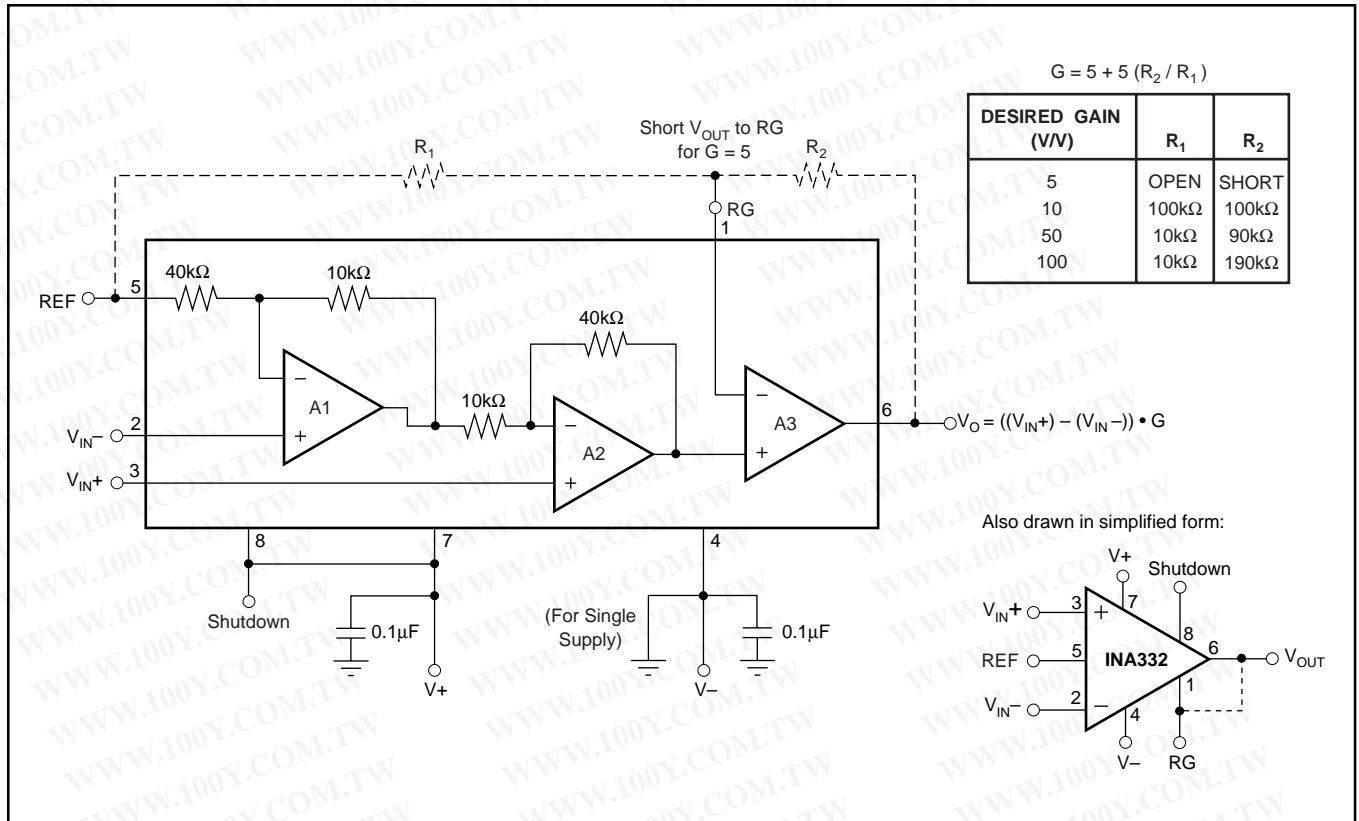 G = 5 + 5 (R2 / R1)
DESIRED GAIN (V/V) R1 R2
5 OPEN SHORT
10 100kΩ 100kΩ
50 10kΩ 90kΩ
100 10kΩ 190kΩ
Short VOUT to RG
for G = 5
R1
R2
RG
1
40kΩ
10kΩ
REF
5
40kΩ
10kΩ
−
A1
+
−
A2
+
−
A3
+
6
VO = ((VIN+) − (VIN−)) • G
2
VIN−
3
VIN+
8
7
4
Shutdown
0.1µF
V+
(For Single
Supply)
0.1µF
V−
Also drawn in simplified form:
V+
Shutdown
VIN+
3
+
7
8
REF
5
INA332
6
VOUT
VIN−
2
−
4
1
V−
RG
WWW.100Y.COM.TW